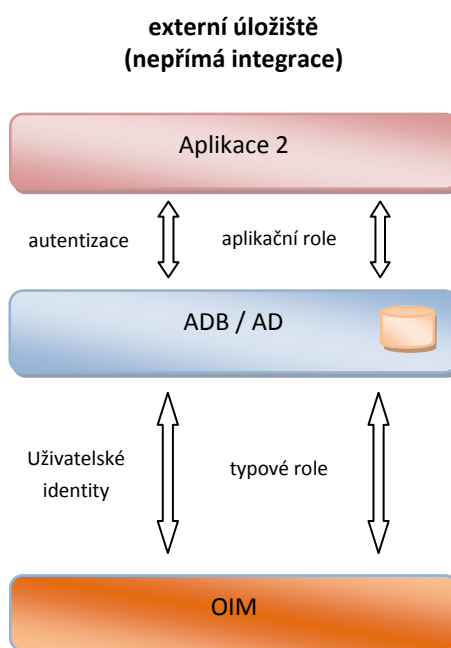 externí úložiště
(nepřímá integrace)
Aplikace 2
autentizace
aplikační role
ADB / AD
Uživatelské
identity
typové role
OIM